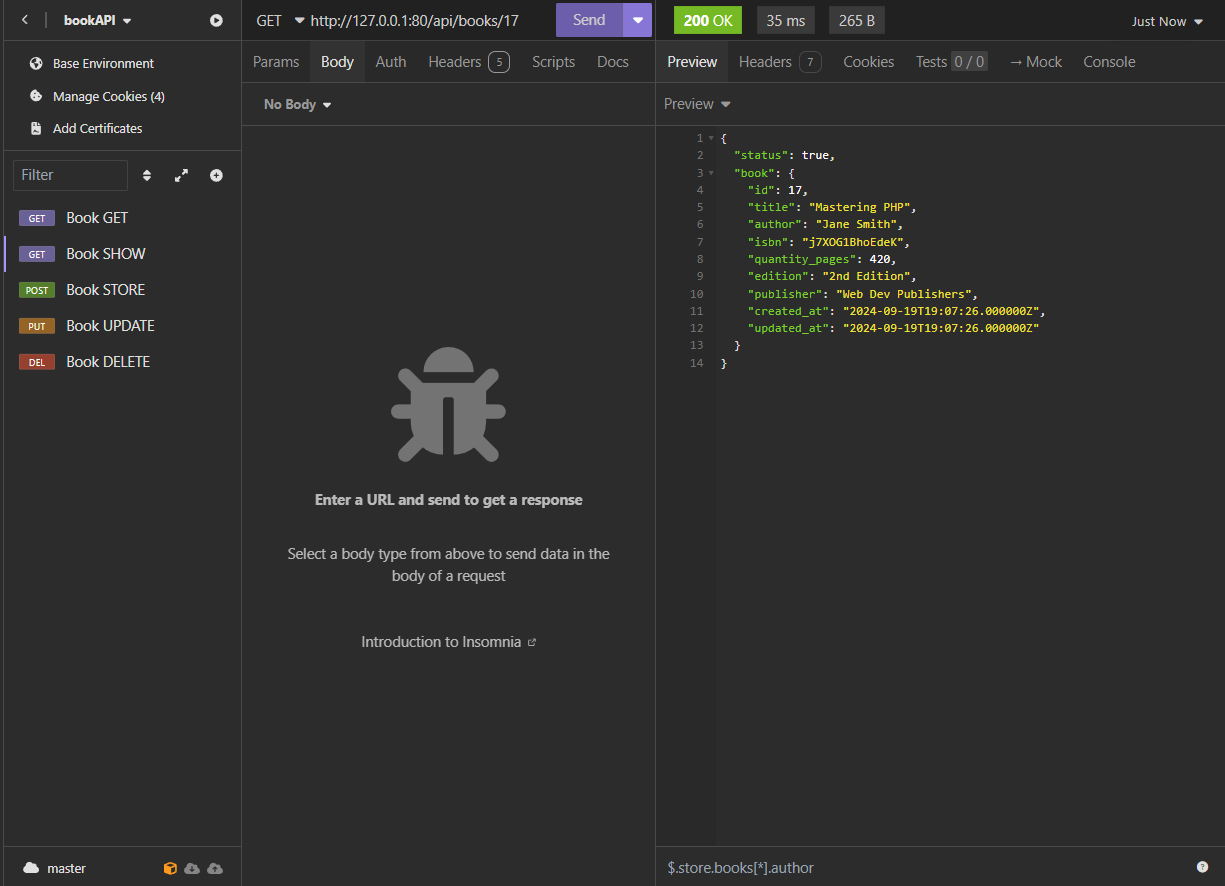 bookAPI
Base Environment
Manage Cookies (4)
Add Certificates
Filter
GET Book GET
GET Book SHOW
POST Book STORE
PUT Book UPDATE
DEL Book DELETE
master
GET http://127.0.0.1:80/api/books/17 Send
Params Body Auth Headers 5 Scripts Docs
No Body
Enter a URL and send to get a response
Select a body type from above to send data in the
body of a request
Introduction to Insomnia
200 OK 35 ms 265 B Just Now
Preview Headers 7 Cookies Tests 0 / 0 → Mock Console
Preview
1 {
2 "status": true,
3 "book": {
4 "id": 17,
5 "title": "Mastering PHP",
6 "author": "Jane Smith",
7 "isbn": "j7XOG1BhoEdeK",
8 "quantity_pages": 420,
9 "edition": "2nd Edition",
10 "publisher": "Web Dev Publishers",
11 "created_at": "2024-09-19T19:07:26.000000Z",
12 "updated_at": "2024-09-19T19:07:26.000000Z"
13 }
14 }
$.store.books[*].author